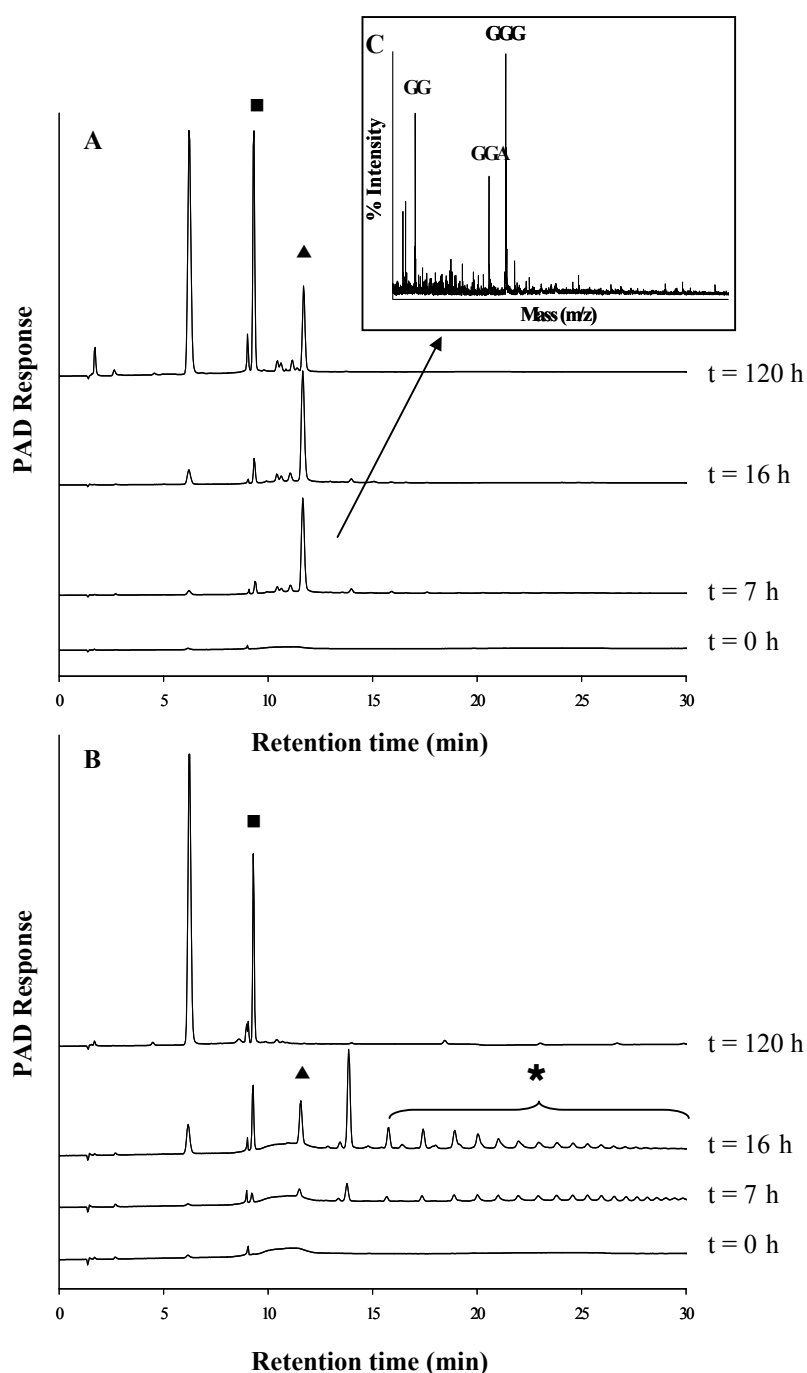 C
GGG
GG
GGA
% Intensity
Mass (m/z)
■
A
▲
t = 120 h
t = 16 h
t = 7 h
t = 0 h
PAD Response
0 5 10 15 20 25 30
Retention time (min)
B
■
t = 120 h
▲
*
t = 16 h
t = 7 h
t = 0 h
PAD Response
0 5 10 15 20 25 30
Retention time (min)